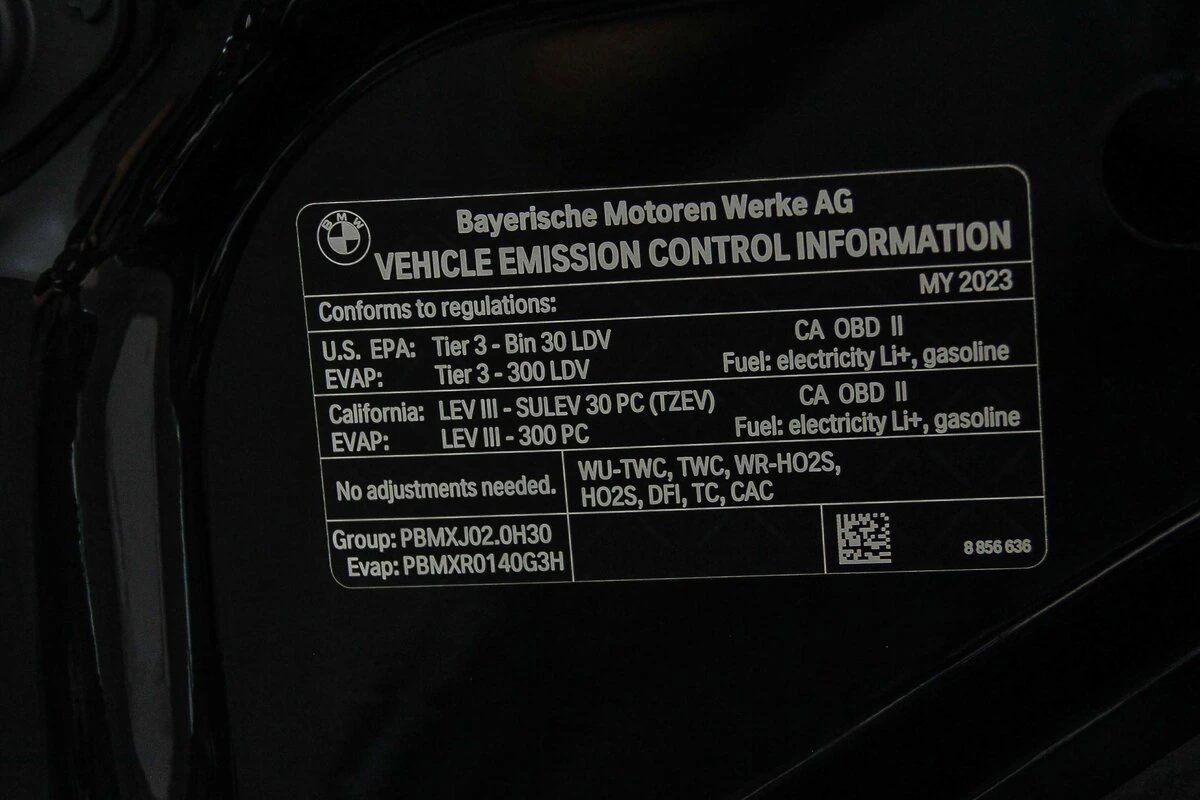 BMW
Bayerische Motoren Werke AG
VEHICLE EMISSION CONTROL INFORMATION
Conforms to regulations: MY 2023
U.S. EPA: Tier 3 - Bin 30 LDV CA OBD II
EVAP: Tier 3 - 300 LDV Fuel: electricity Li+, gasoline
California: LEV III - SULEV 30 PC (TZEV) CA OBD II
EVAP: LEV III - 300 PC Fuel: electricity Li+, gasoline
No adjustments needed.
WU-TWC, TWC, WR-HO2S,
HO2S, DFI, TC, CAC
Group: PBMXJ02.0H30
Evap: PBMXR0140G3H
8 856 636